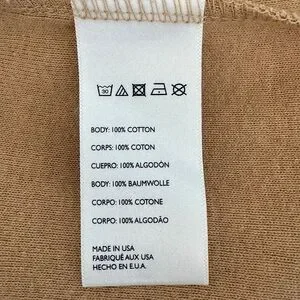 30
BODY: 100% COTTON
CORPS: 100% COTON
CUERPO: 100% ALGODÓN
BODY: 100% BAUMWOLLE
CORPO: 100% COTONE
CORPO: 100% ALGODÃO
MADE IN USA
FABRIQUÉ AUX USA
HECHO EN E.U.A.